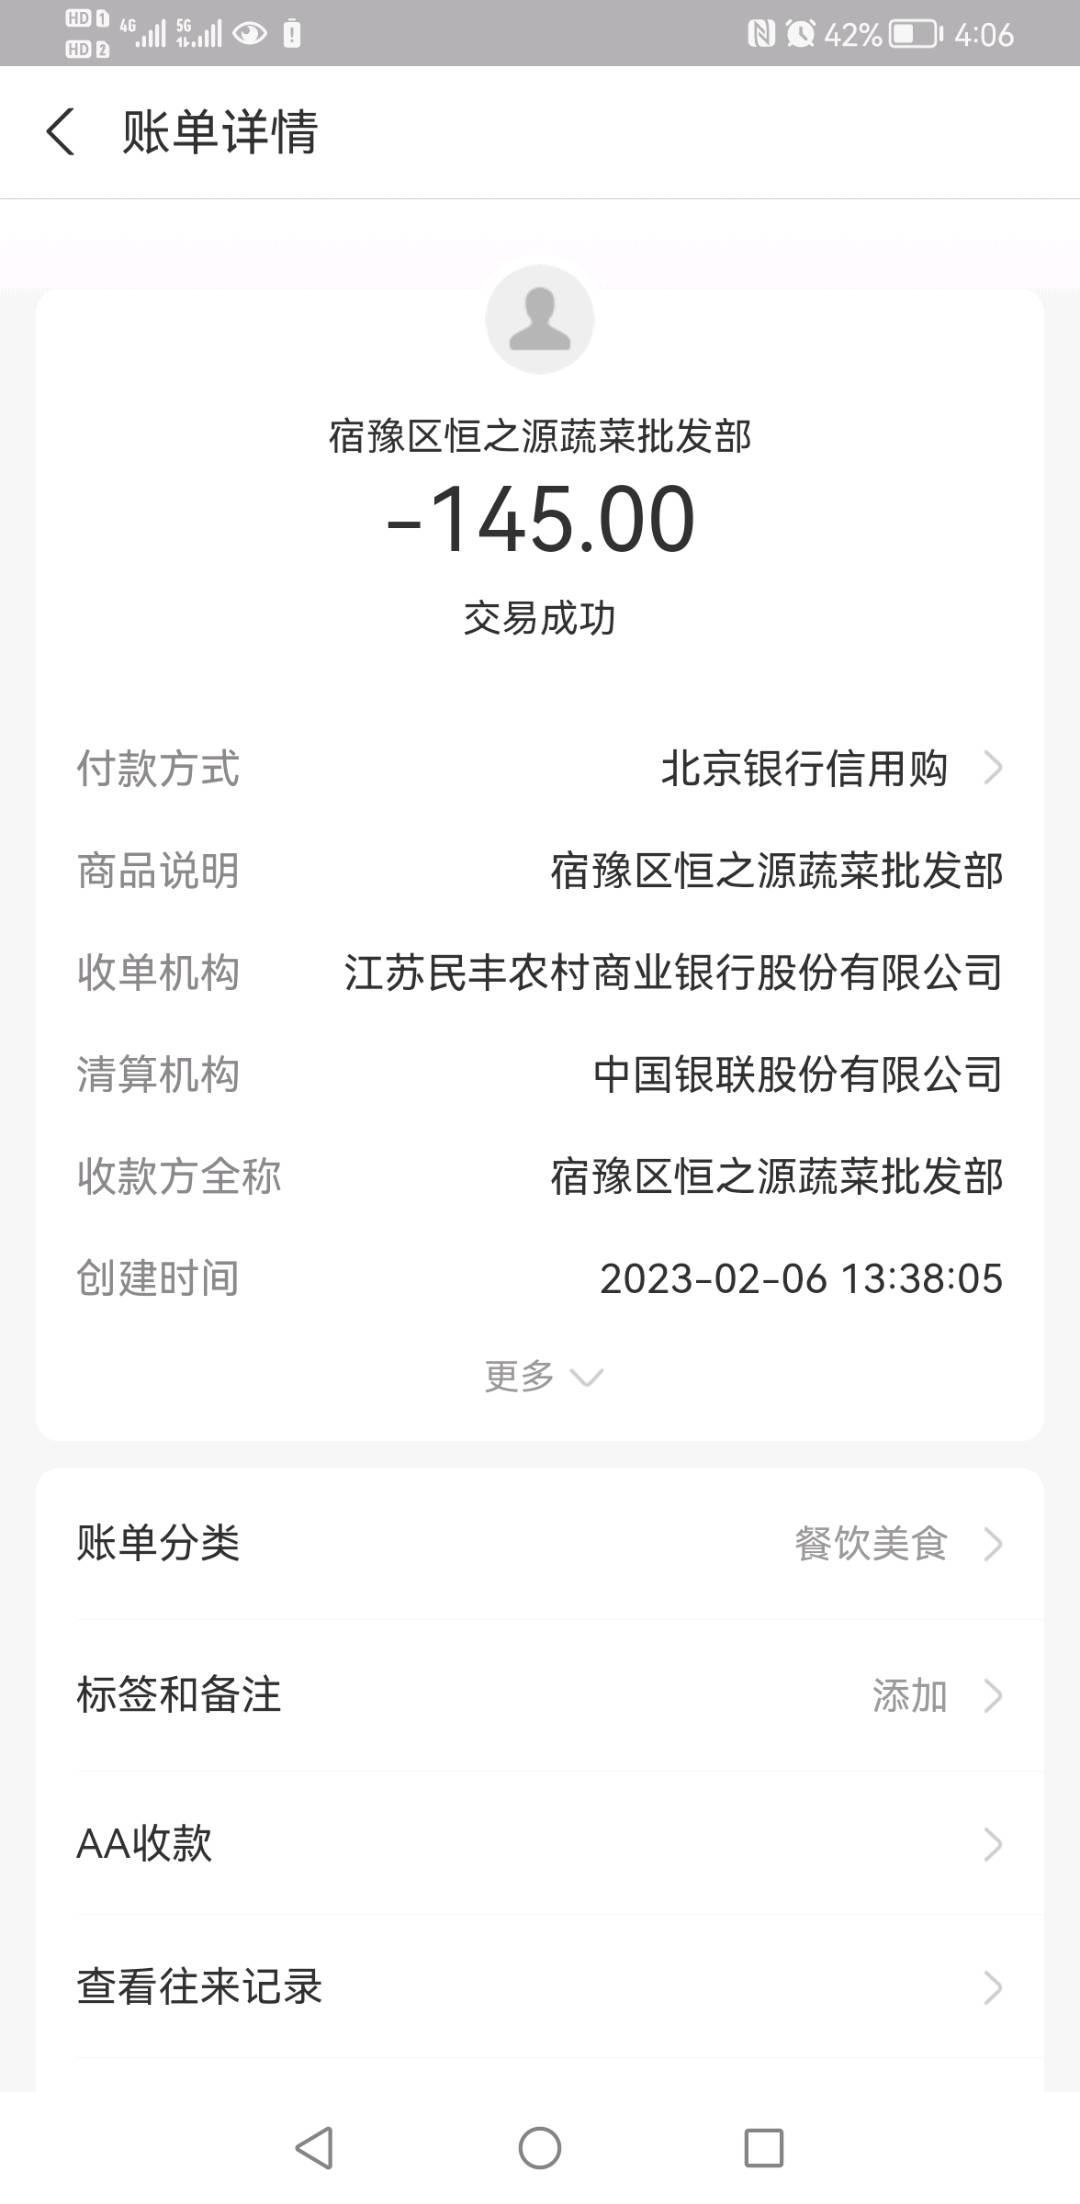 HD 1 4G 5G 42% 4:06
HD 2
账单详情
宿豫区恒之源蔬菜批发部
-145.00
交易成功
付款方式 北京银行信用购
商品说明 宿豫区恒之源蔬菜批发部
收单机构 江苏民丰农村商业银行股份有限公司
清算机构 中国银联股份有限公司
收款方全称 宿豫区恒之源蔬菜批发部
创建时间 2023-02-06 13:38:05
更多
账单分类 餐饮美食
标签和备注 添加
AA收款
查看往来记录